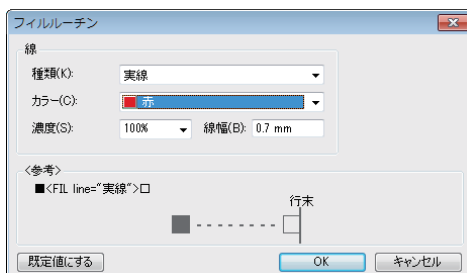 フィルルーチン
線
種類(K): 実線
カラー(C): 赤
濃度(S): 100% 線幅(B): 0.7 mm
<参考>
■<FIL line="実線">□
行末
既定値にする OK キャンセル